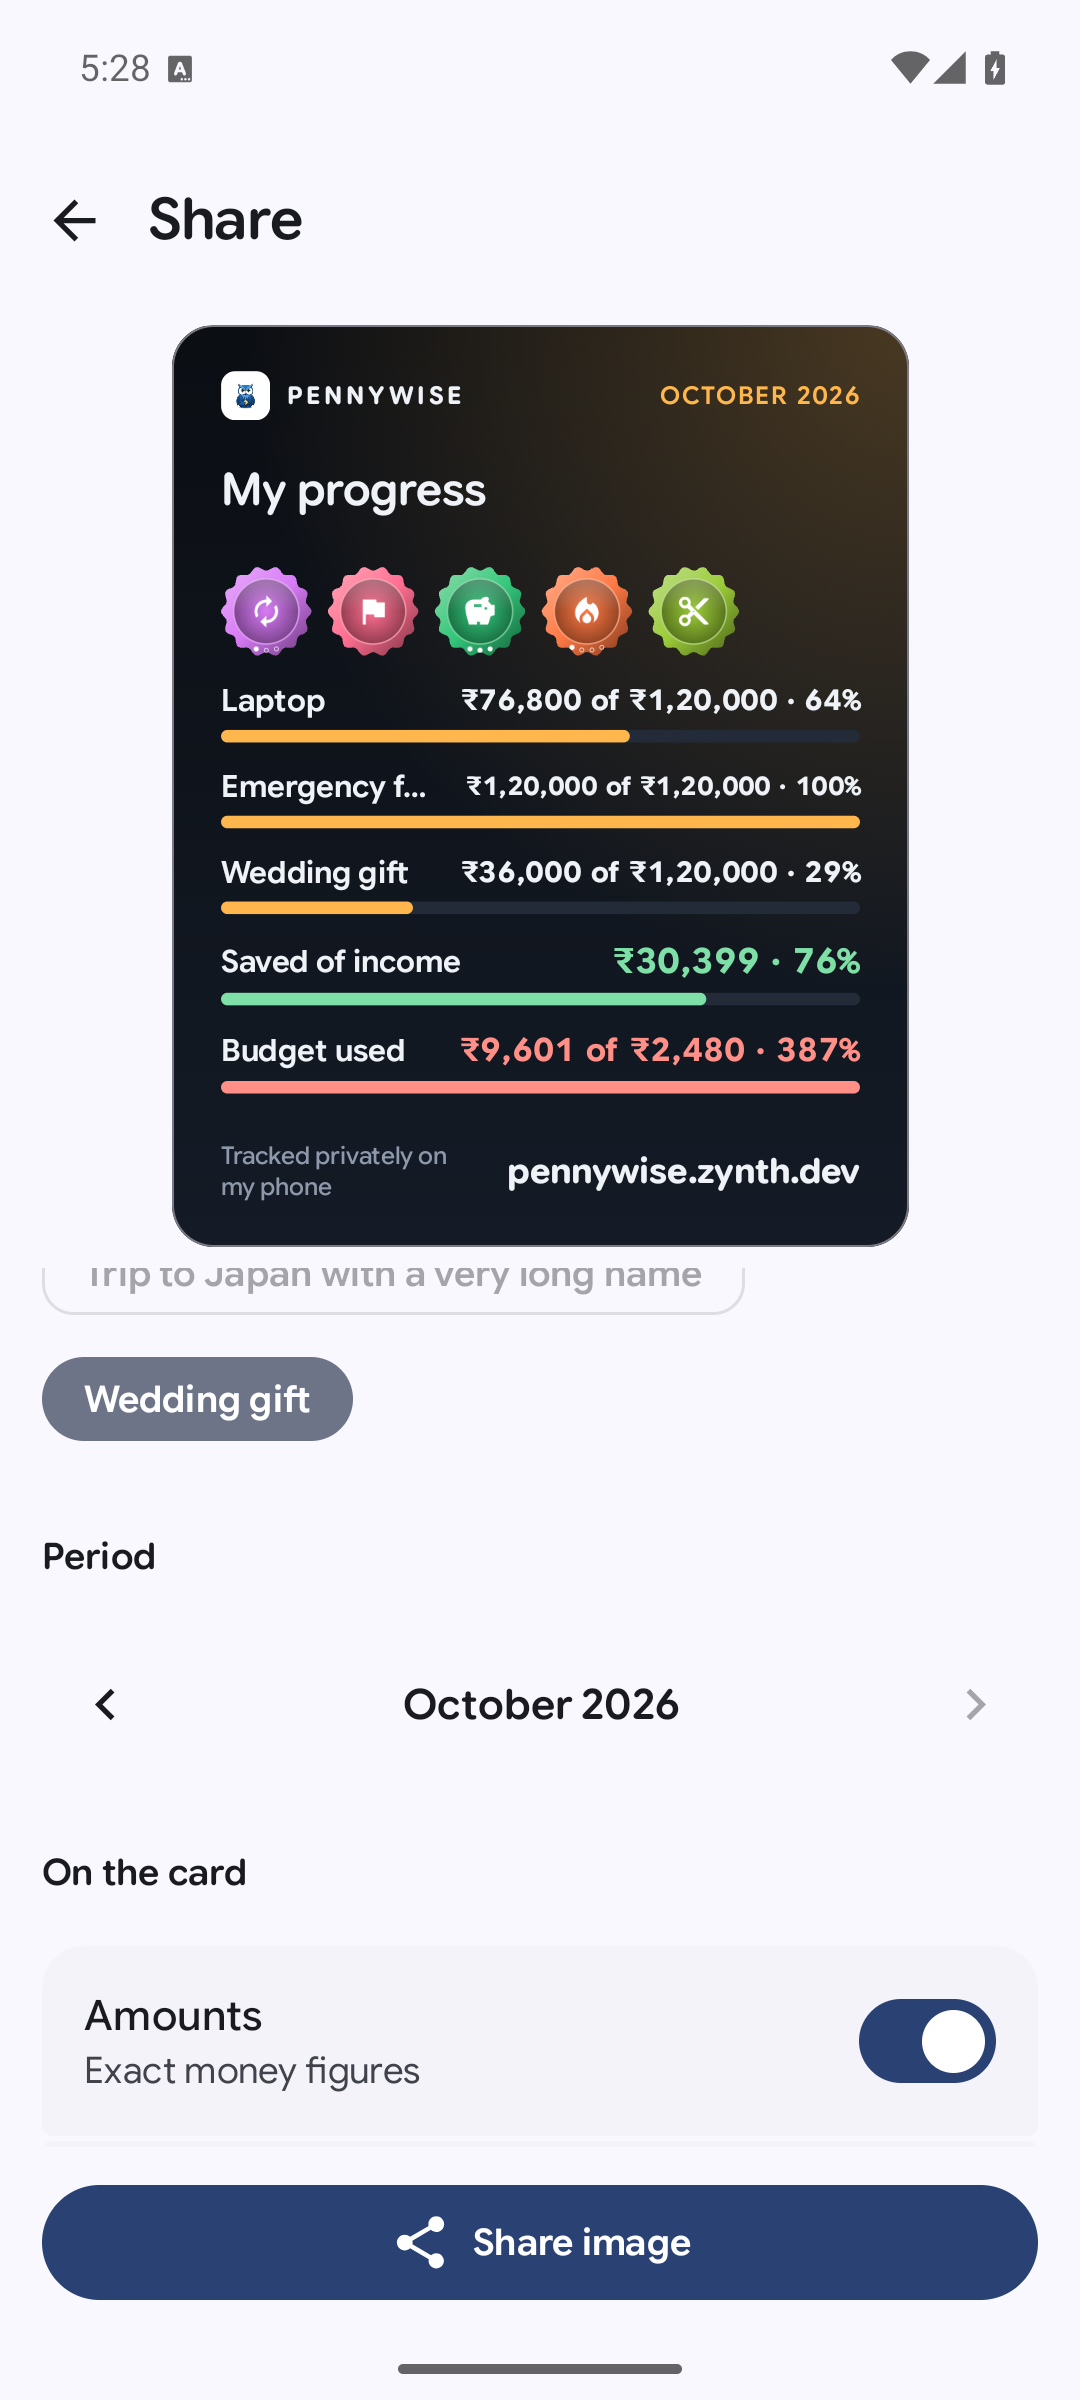 5:28
Share
PENNYWISE
OCTOBER 2026
My progress
Laptop
₹76,800 of ₹1,20,000 · 64%
Emergency f...
₹1,20,000 of ₹1,20,000 · 100%
Wedding gift
₹36,000 of ₹1,20,000 · 29%
Saved of income
₹30,399 · 76%
Budget used
₹9,601 of ₹2,480 · 387%
Tracked privately on
my phone
pennywise.zynth.dev
Trip to Japan with a very long name
Wedding gift
Period
October 2026
On the card
Amounts
Exact money figures
Share image